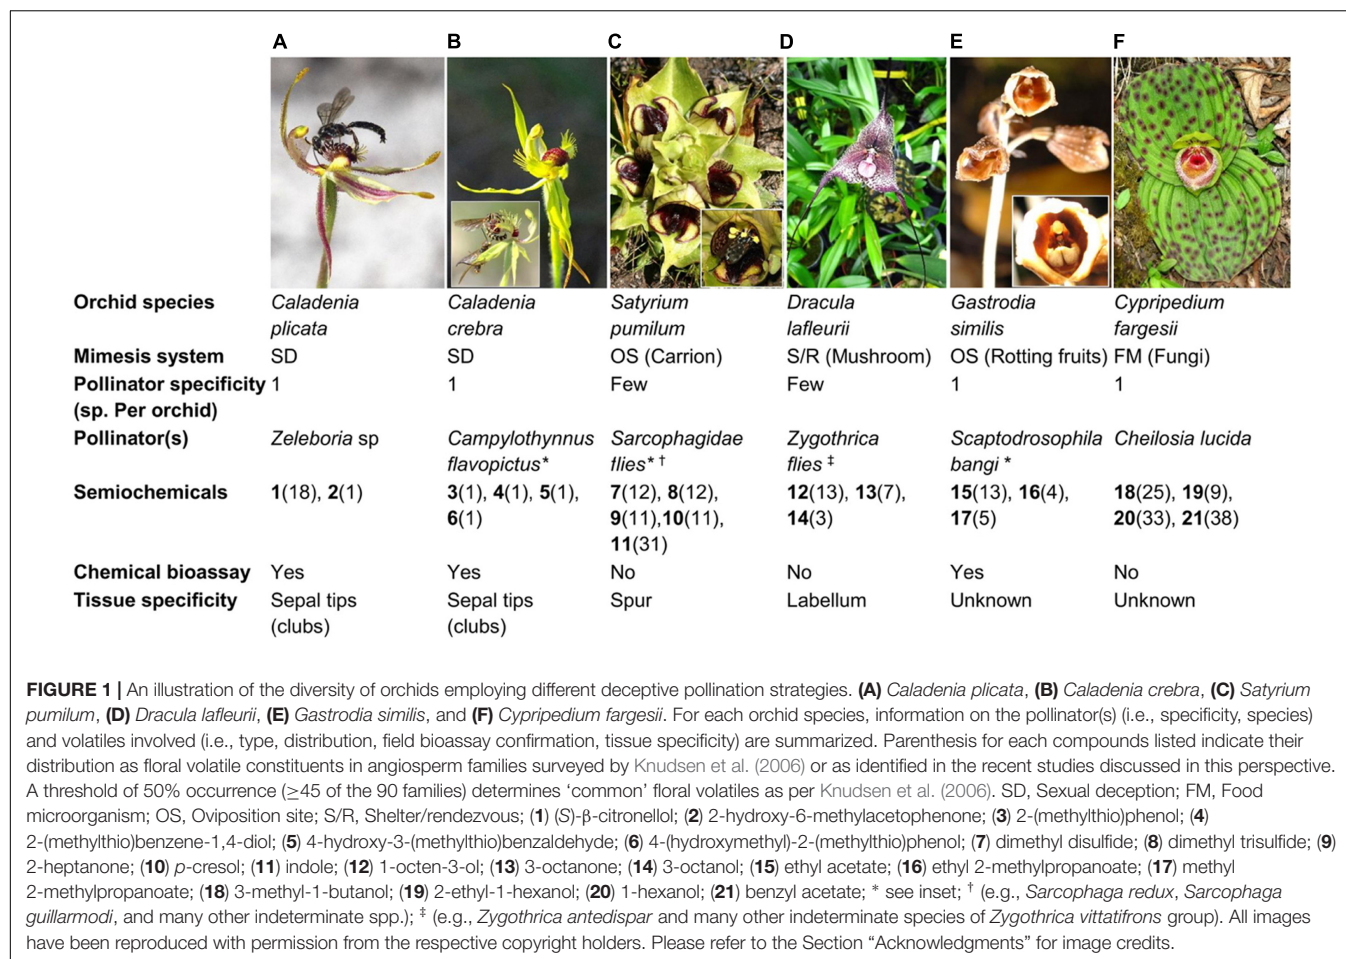 A B C D E F
Orchid species Caladenia plicata Caladenia crebra Satyrium pumilum Dracula lafleurii Gastrodia similis Cypripedium fargesii
Mimesis system SD SD OS (Carrion) S/R (Mushroom) OS (Rotting fruits) FM (Fungi)
Pollinator specificity (sp. Per orchid) 1 1 Few Few 1 1
Pollinator(s) Zeleboria sp Campylothynnus flavopictus* Sarcophagidae flies* † Zygothrica flies ‡ Scaptodrosophila bangi * Cheilosia lucida
Semiochemicals 1(18), 2(1) 3(1), 4(1), 5(1), 6(1) 7(12), 8(12), 9(11),10(11), 11(31) 12(13), 13(7), 14(3) 15(13), 16(4), 17(5) 18(25), 19(9), 20(33), 21(38)
Chemical bioassay Yes Yes No No Yes No
Tissue specificity Sepal tips (clubs) Sepal tips (clubs) Spur Labellum Unknown Unknown
FIGURE 1 | An illustration of the diversity of orchids employing different deceptive pollination strategies. (A) Caladenia plicata, (B) Caladenia crebra, (C) Satyrium
pumilum, (D) Dracula lafleurii, (E) Gastrodia similis, and (F) Cypripedium fargesii. For each orchid species, information on the pollinator(s) (i.e., specificity, species)
and volatiles involved (i.e., type, distribution, field bioassay confirmation, tissue specificity) are summarized. Parenthesis for each compounds listed indicate their
distribution as floral volatile constituents in angiosperm families surveyed by Knudsen et al. (2006) or as identified in the recent studies discussed in this perspective.
A threshold of 50% occurrence (≥45 of the 90 families) determines ‘common’ floral volatiles as per Knudsen et al. (2006). SD, Sexual deception; FM, Food
microorganism; OS, Oviposition site; S/R, Shelter/rendezvous; (1) (S)-β-citronellol; (2) 2-hydroxy-6-methylacetophenone; (3) 2-(methylthio)phenol; (4)
2-(methylthio)benzene-1,4-diol; (5) 4-hydroxy-3-(methylthio)benzaldehyde; (6) 4-(hydroxymethyl)-2-(methylthio)phenol; (7) dimethyl disulfide; (8) dimethyl trisulfide; (9)
2-heptanone; (10) p-cresol; (11) indole; (12) 1-octen-3-ol; (13) 3-octanone; (14) 3-octanol; (15) ethyl acetate; (16) ethyl 2-methylpropanoate; (17) methyl
2-methylpropanoate; (18) 3-methyl-1-butanol; (19) 2-ethyl-1-hexanol; (20) 1-hexanol; (21) benzyl acetate; * see inset; † (e.g., Sarcophaga redux, Sarcophaga
guillarmodi, and many other indeterminate spp.); ‡ (e.g., Zygothrica antedispar and many other indeterminate species of Zygothrica vittatifrons group). All images
have been reproduced with permission from the respective copyright holders. Please refer to the Section “Acknowledgments” for image credits.